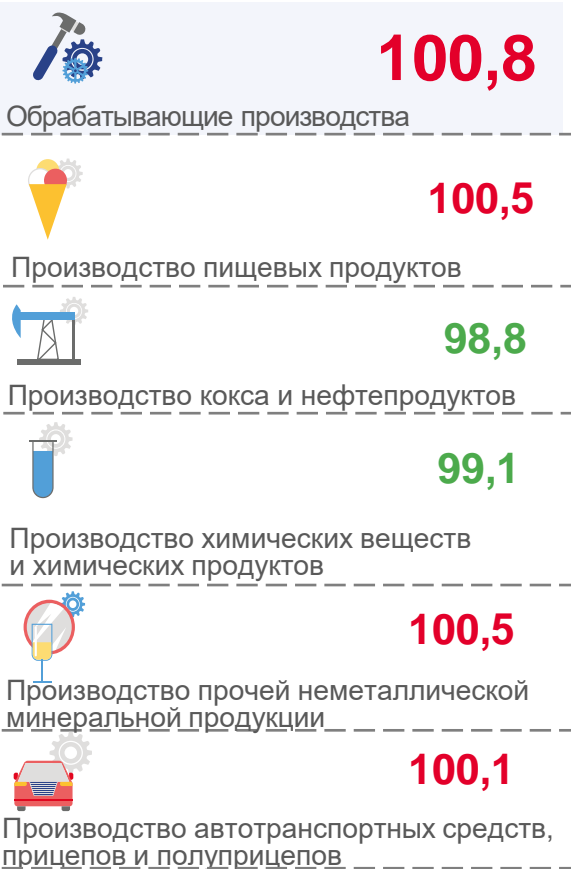 100,8
Обрабатывающие производства
100,5
Производство пищевых продуктов
98,8
Производство кокса и нефтепродуктов
99,1
Производство химических веществ
и химических продуктов
100,5
Производство прочей неметаллической
минеральной продукции
100,1
Производство автотранспортных средств,
прицепов и полуприцепов